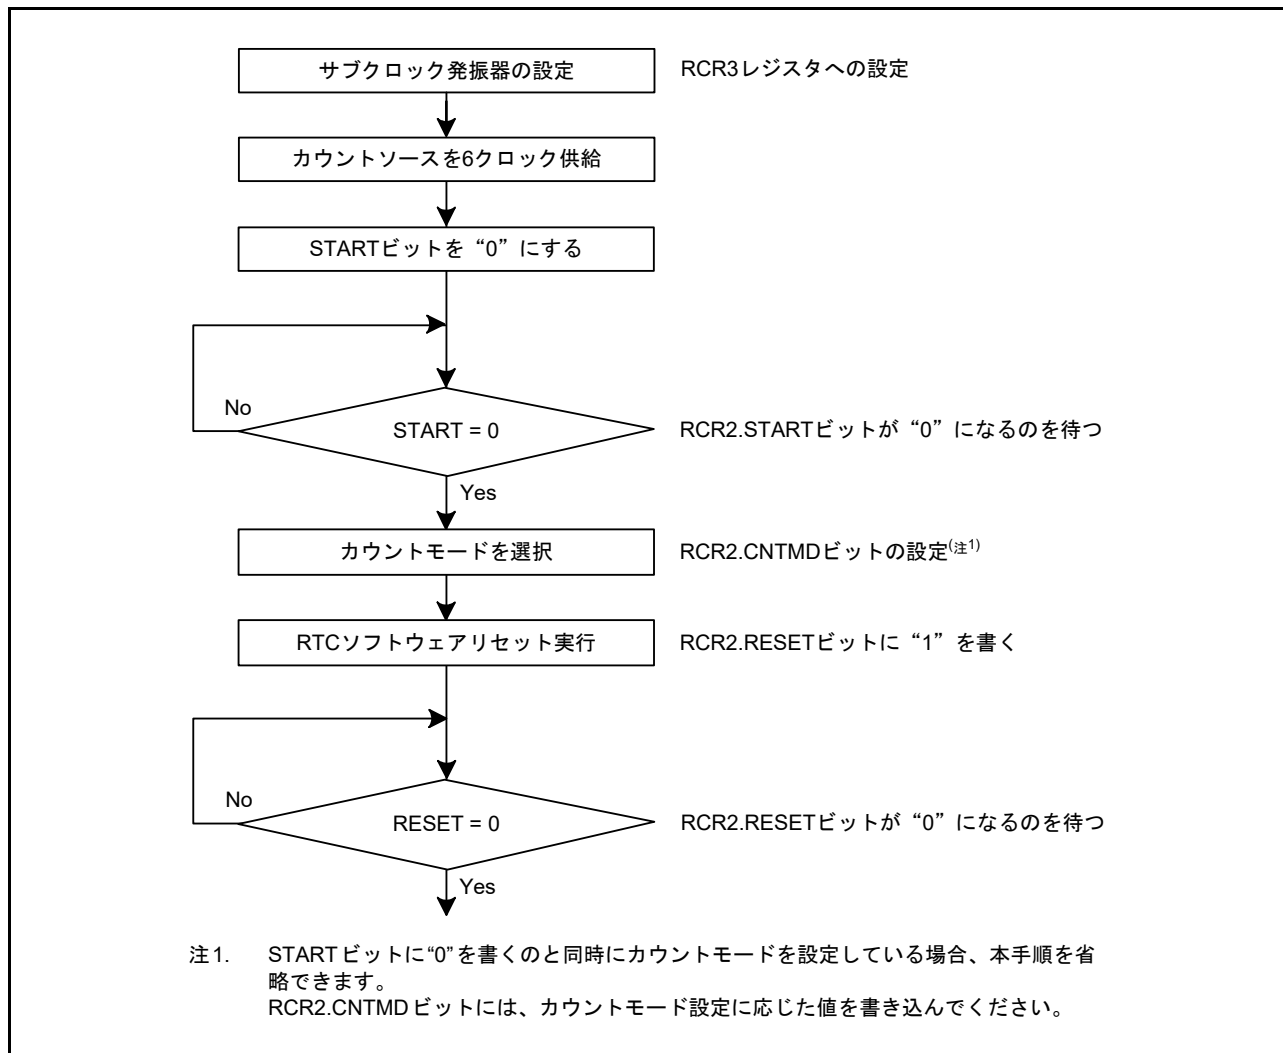 サブクロック発振器の設定 RCR3レジスタへの設定
カウントソースを6クロック供給
STARTビットを“0”にする
No
START = 0 RCR2.STARTビットが“0”になるのを待つ
Yes
カウントモードを選択 RCR2.CNTMDビットの設定(注1)
RTCソフトウェアリセット実行 RCR2.RESETビットに“1”を書く
No
RESET = 0 RCR2.RESETビットが“0”になるのを待つ
Yes
注1. STARTビットに“0”を書くのと同時にカウントモードを設定している場合、本手順を省
略できます。
RCR2.CNTMDビットには、カウントモード設定に応じた値を書き込んでください。